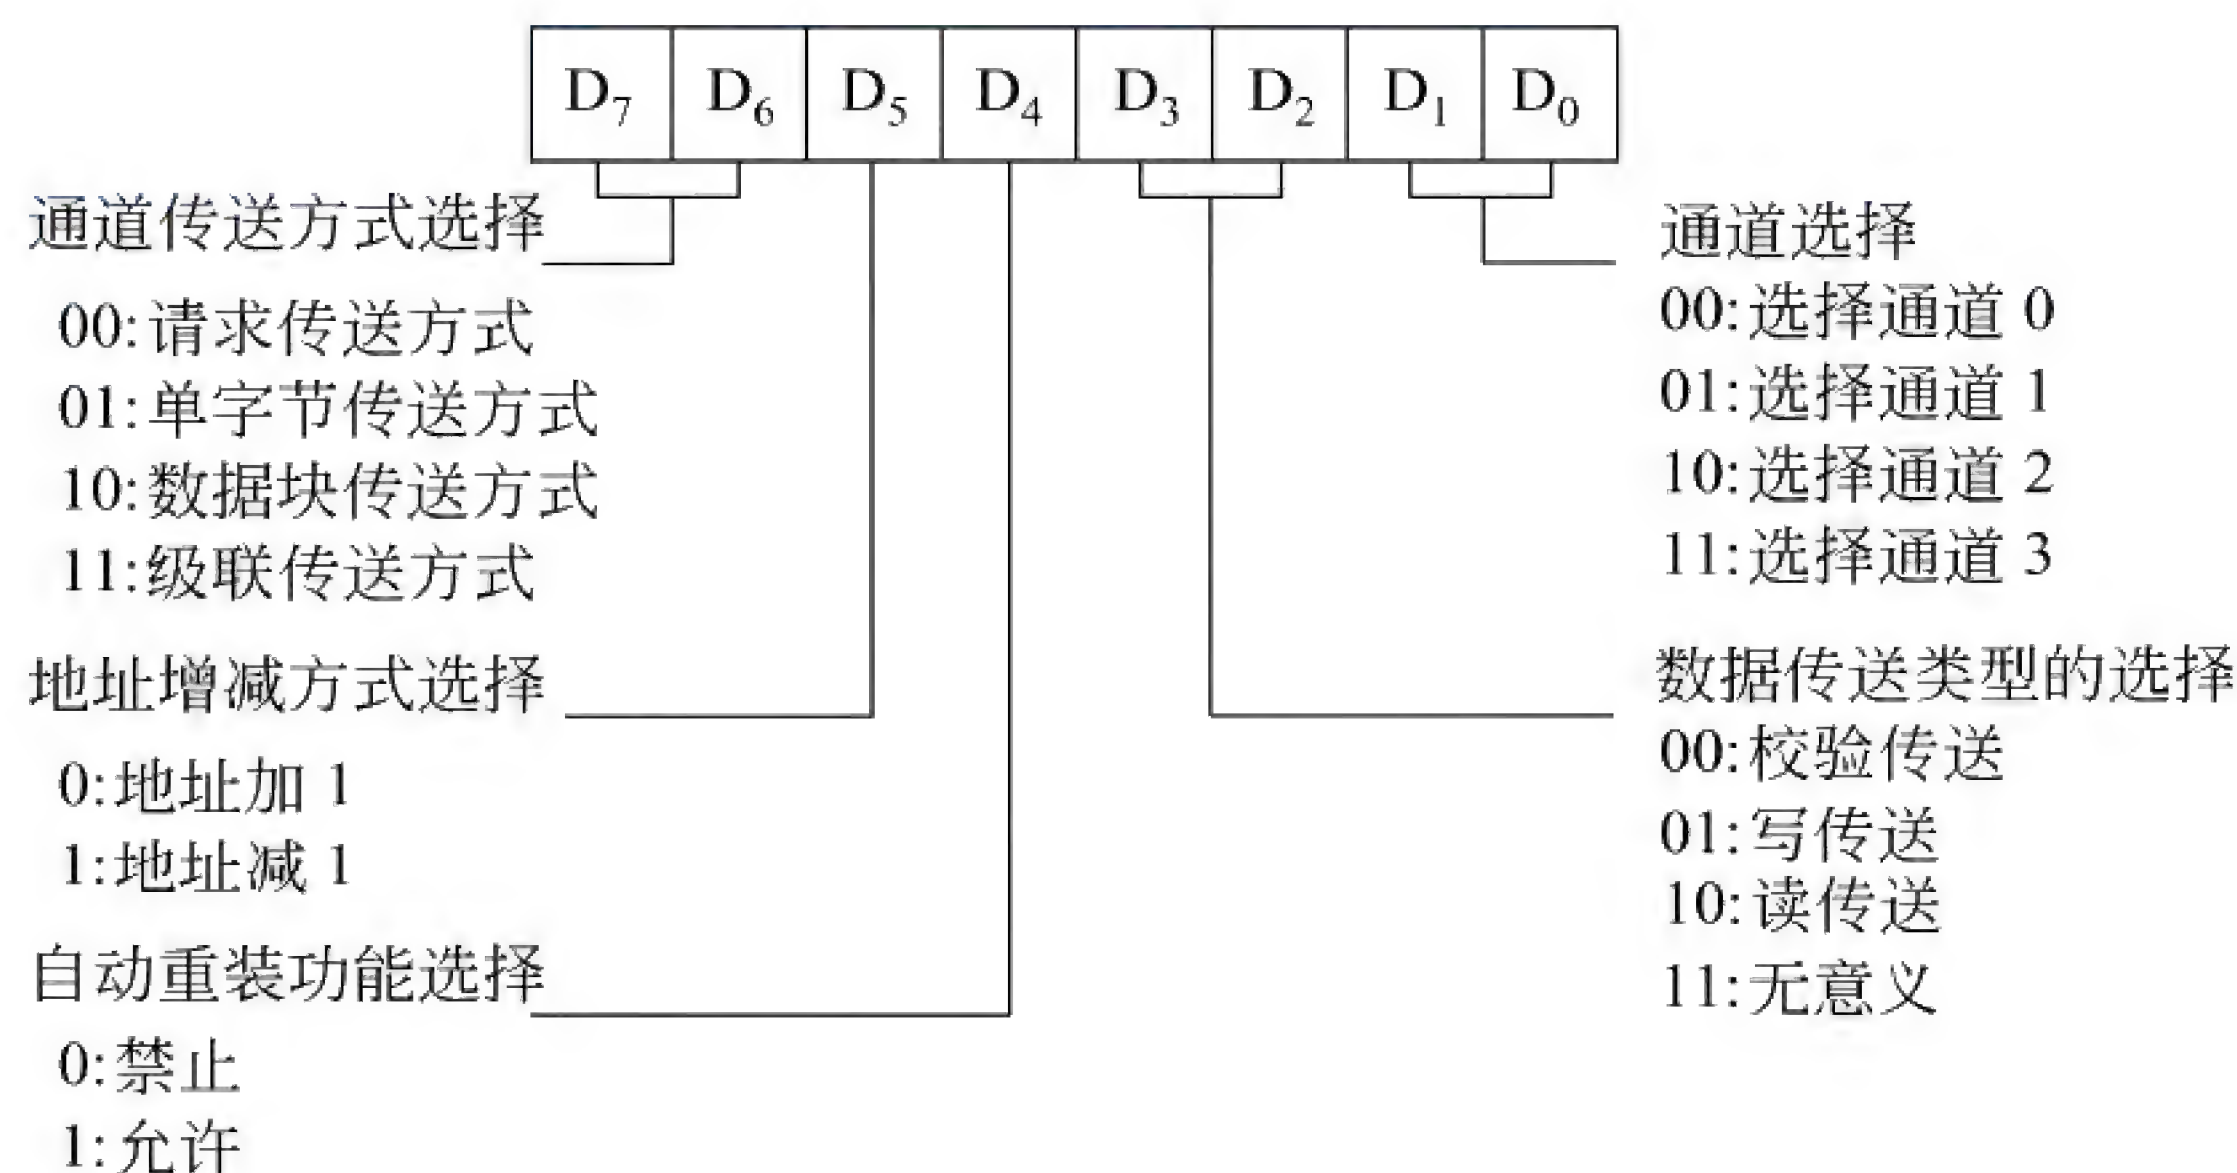 D₇ D₆ D₅ D₄ D₃ D₂ D₁ D₀
通道传送方式选择
00:请求传送方式
01:单字节传送方式
10:数据块传送方式
11:级联传送方式
地址增减方式选择
0:地址加 1
1:地址减 1
自动重装功能选择
0:禁止
1:允许
通道选择
00:选择通道 0
01:选择通道 1
10:选择通道 2
11:选择通道 3
数据传送类型的选择
00:校验传送
01:写传送
10:读传送
11:无意义